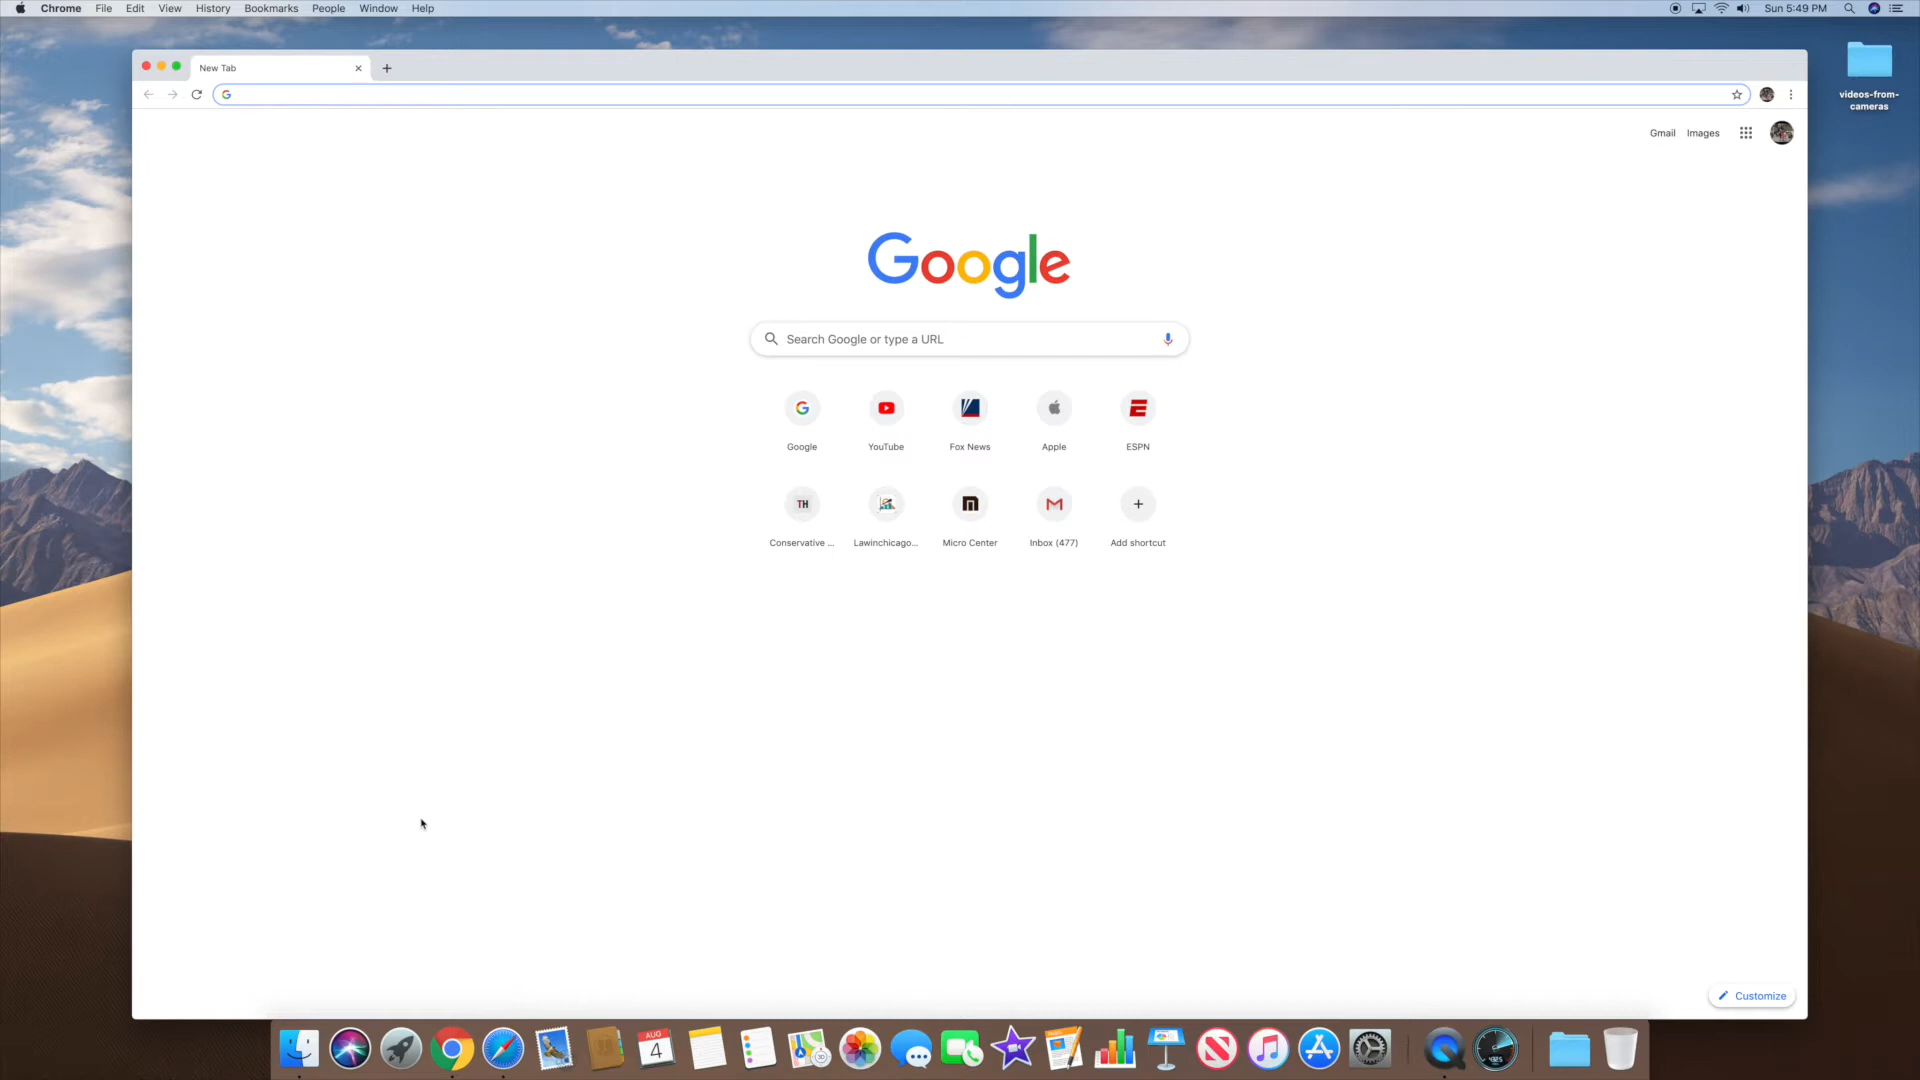 Chrome File Edit View History Bookmarks People Window Help
Sun 5:49 PM
New Tab
videos-from-
cameras
Gmail Images
Google
Search Google or type a URL
Google YouTube Fox News Apple ESPN
TH
Conservative ... Lawinchicago... Micro Center Inbox (477) Add shortcut
Customize
AUG
4